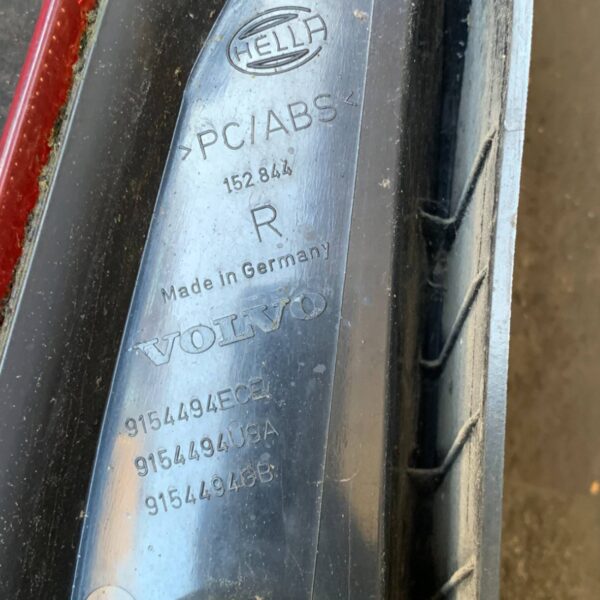 HELLA
>PC/ABS<
152 844
R
Made in Germany
VOLVO
9154494ECE
9154494USA
9154494GB